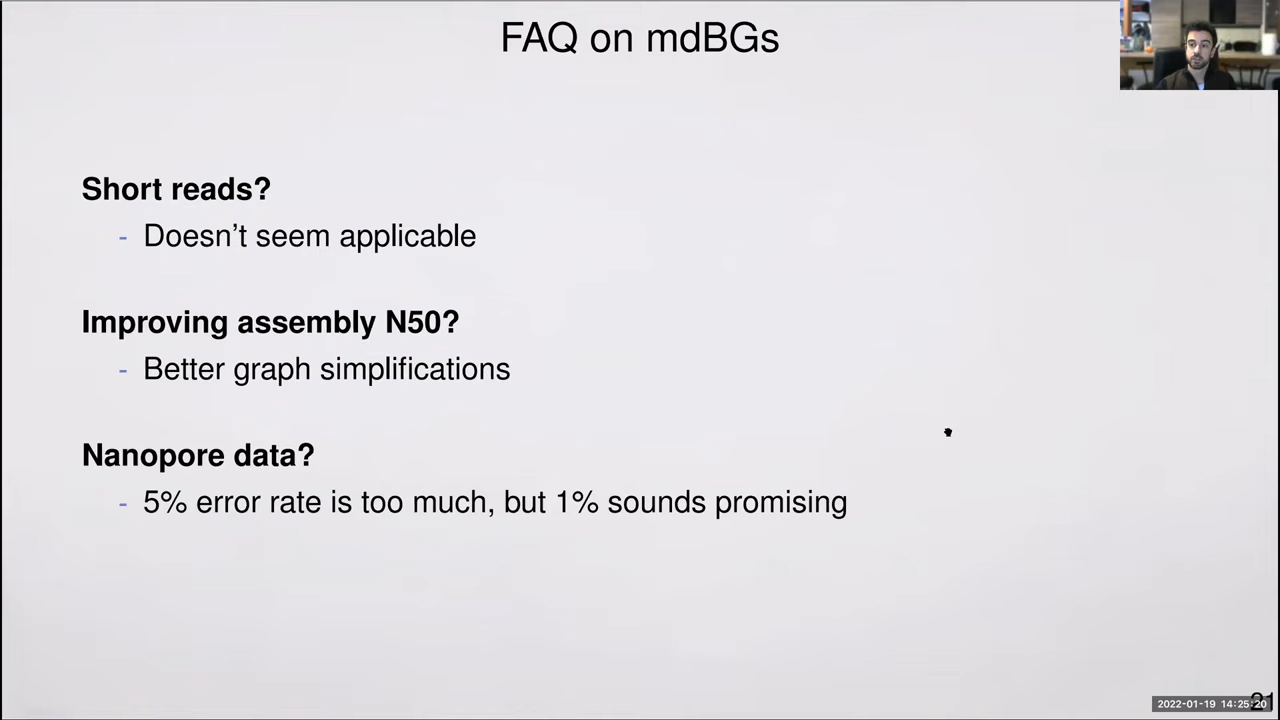 FAQ on mdBGs
Short reads?
- Doesn't seem applicable
Improving assembly N50?
- Better graph simplifications
Nanopore data?
- 5% error rate is too much, but 1% sounds promising
21
2022-01-19 14:25:20